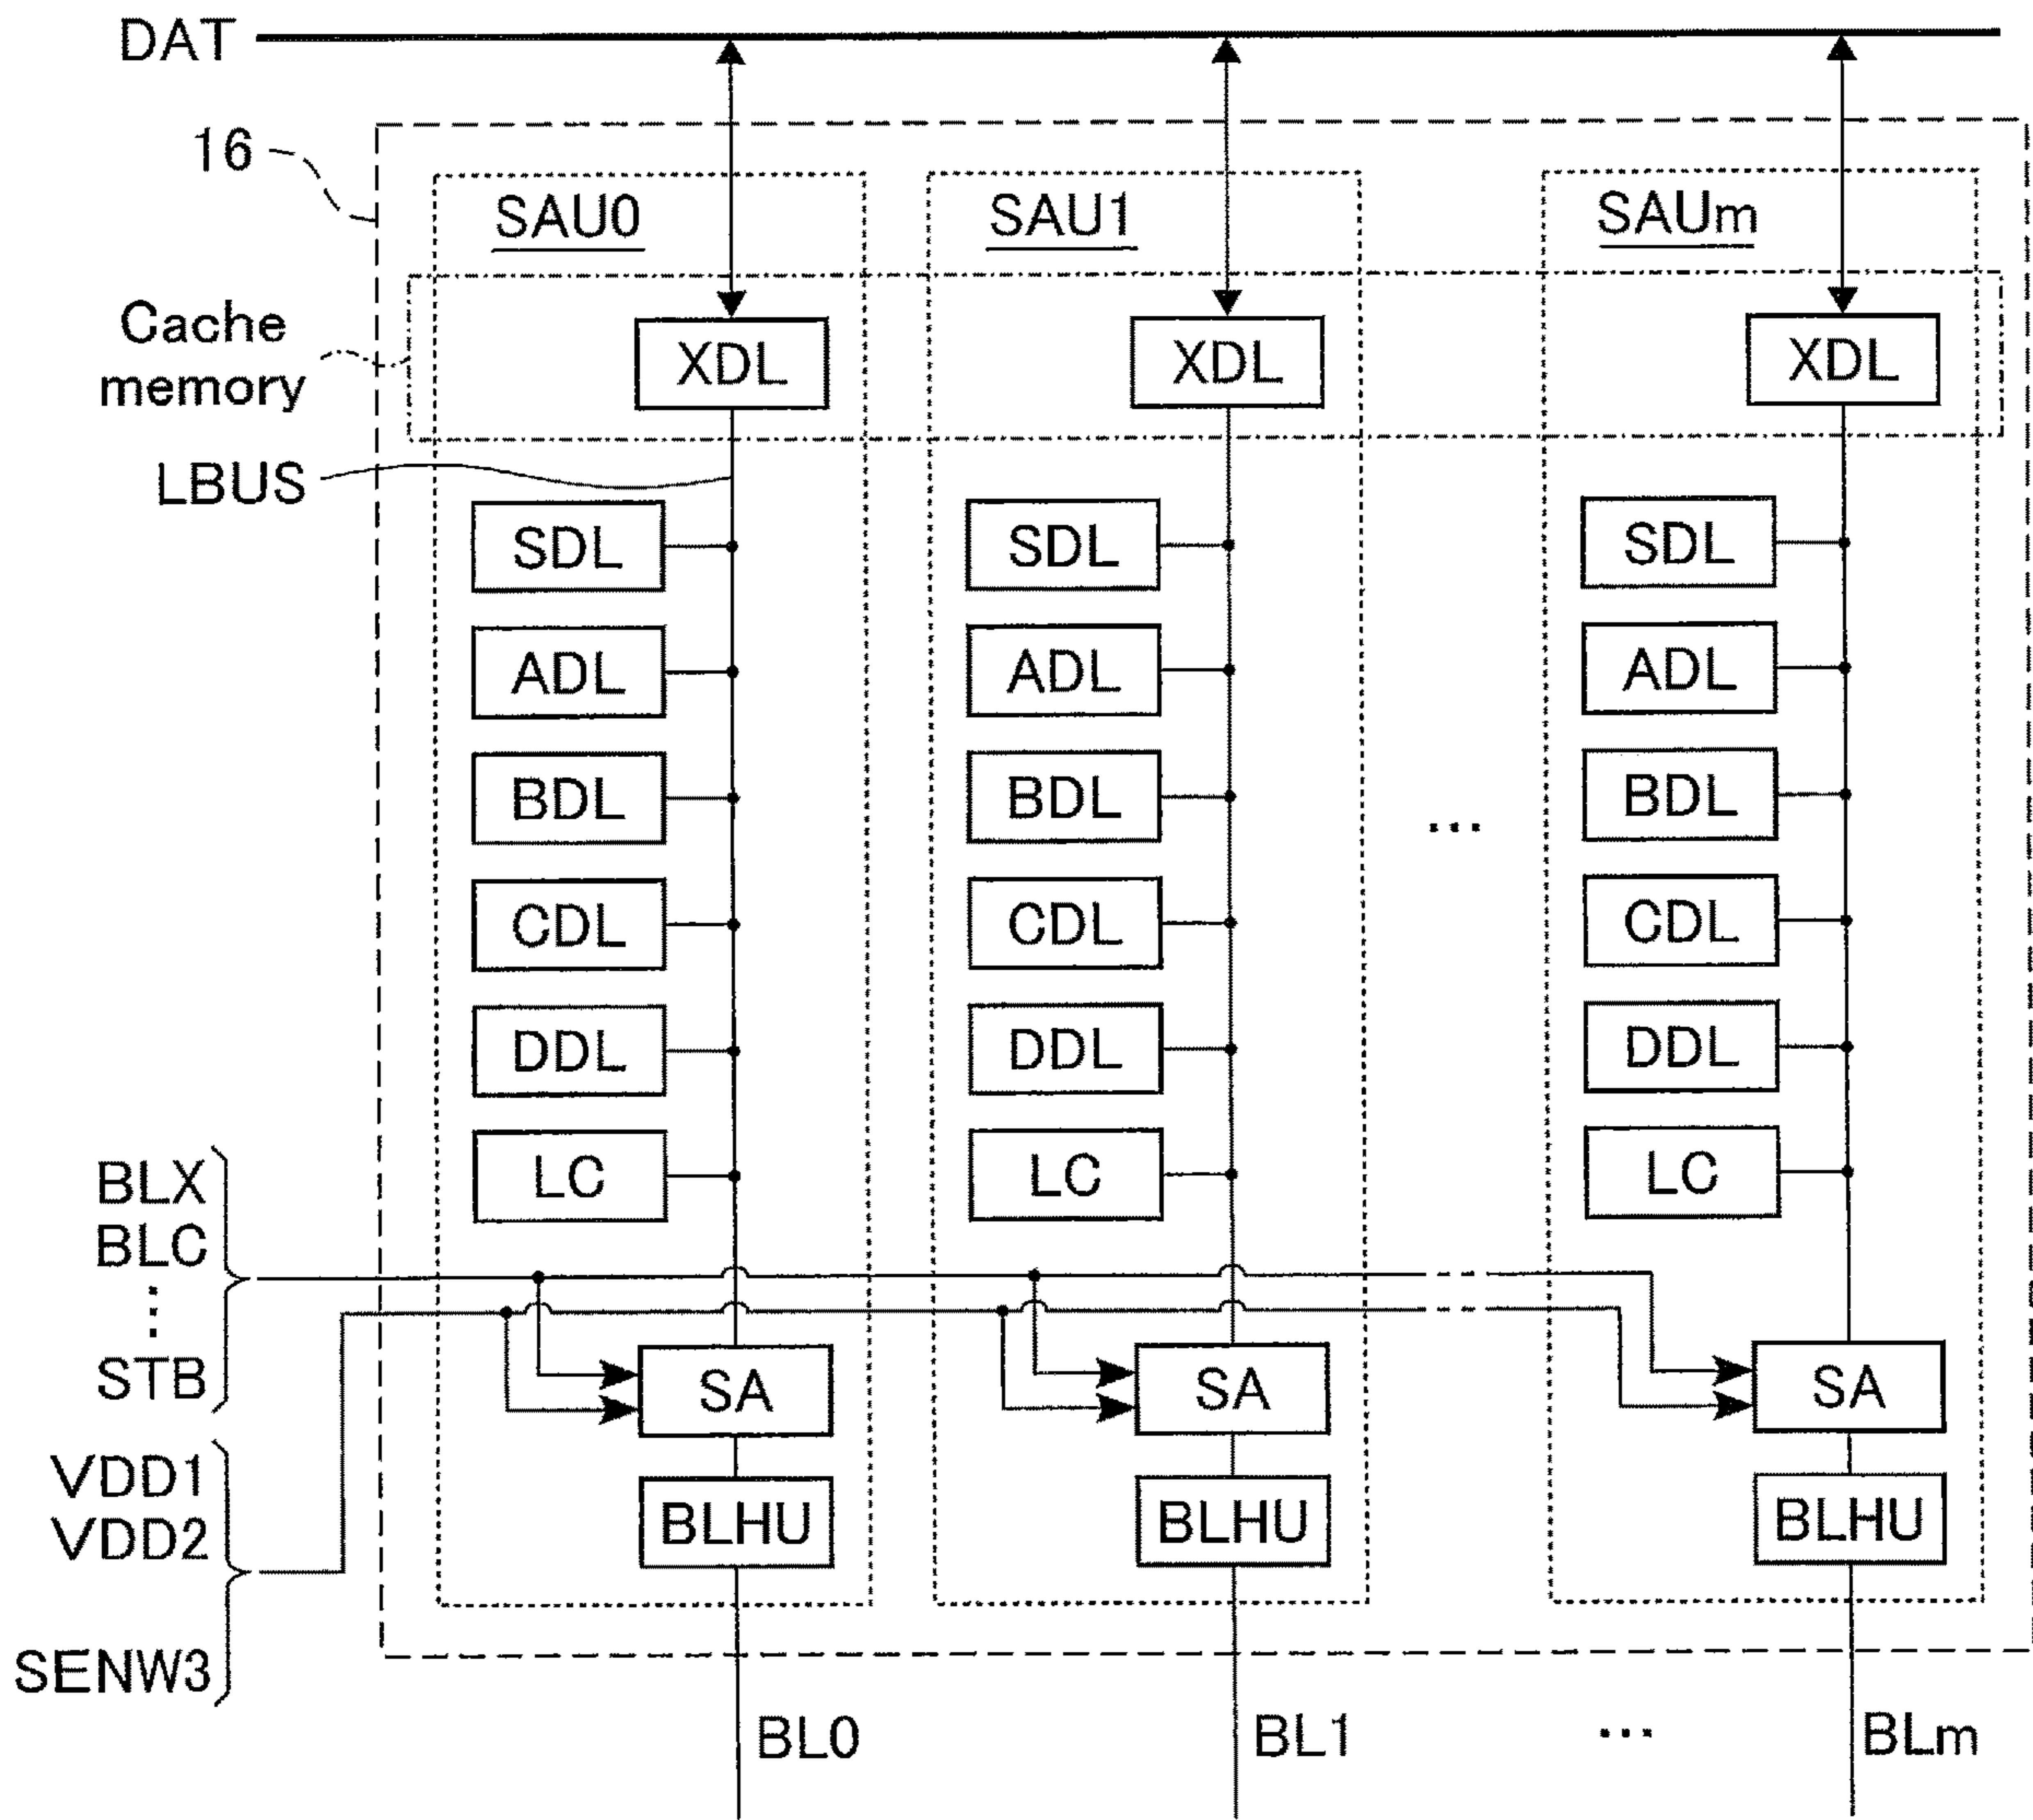 DAT
16
SAU0 SAU1 SAUm
Cache
memory
XDL XDL XDL
LBUS
SDL SDL SDL
ADL ADL ADL
BDL BDL ... BDL
CDL CDL CDL
DDL DDL DDL
LC LC LC
BLX
BLC
⋮
STB
SA SA SA
VDD1
VDD2
BLHU BLHU BLHU
SENW3
BL0 BL1 ... BLm